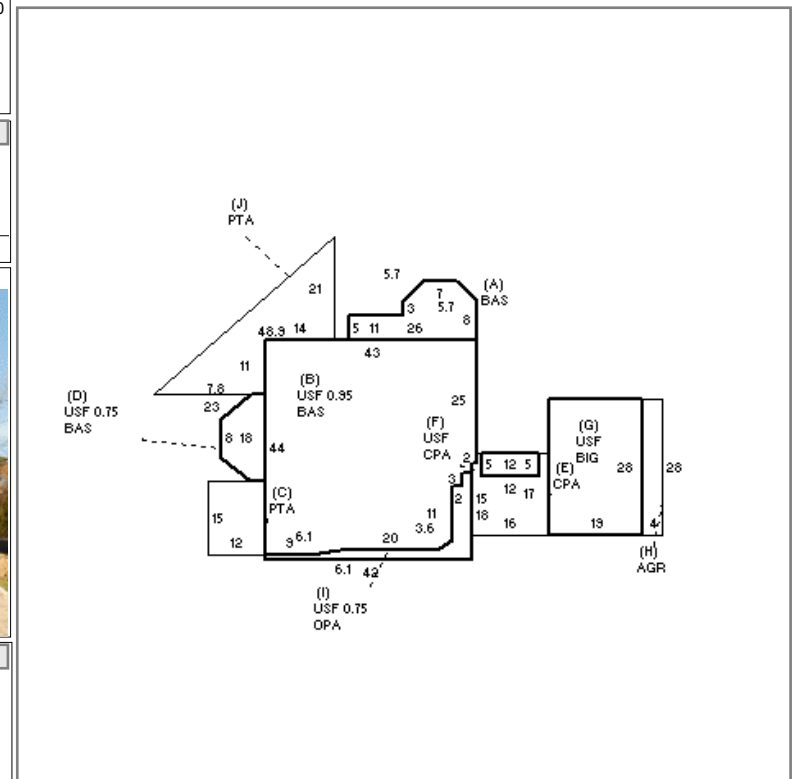 (J)
PTA
5.7
(A)
BAS
7
5.7
21
3
8
48.9 14
5 11 26
43
11
7.8
(B)
USF 0.95
BAS
(D)
USF 0.75
BAS
23
25
(F)
USF
CPA
(G)
USF
BIG
8 18
44
2
5 12 5
(E)
CPA
28
28
3
(C)
PTA
2
12
17
15
18
15
11
3.6
16
19
4
12
9
6.1
20
(H)
AGR
6.1
42
(I)
USF 0.75
OPA